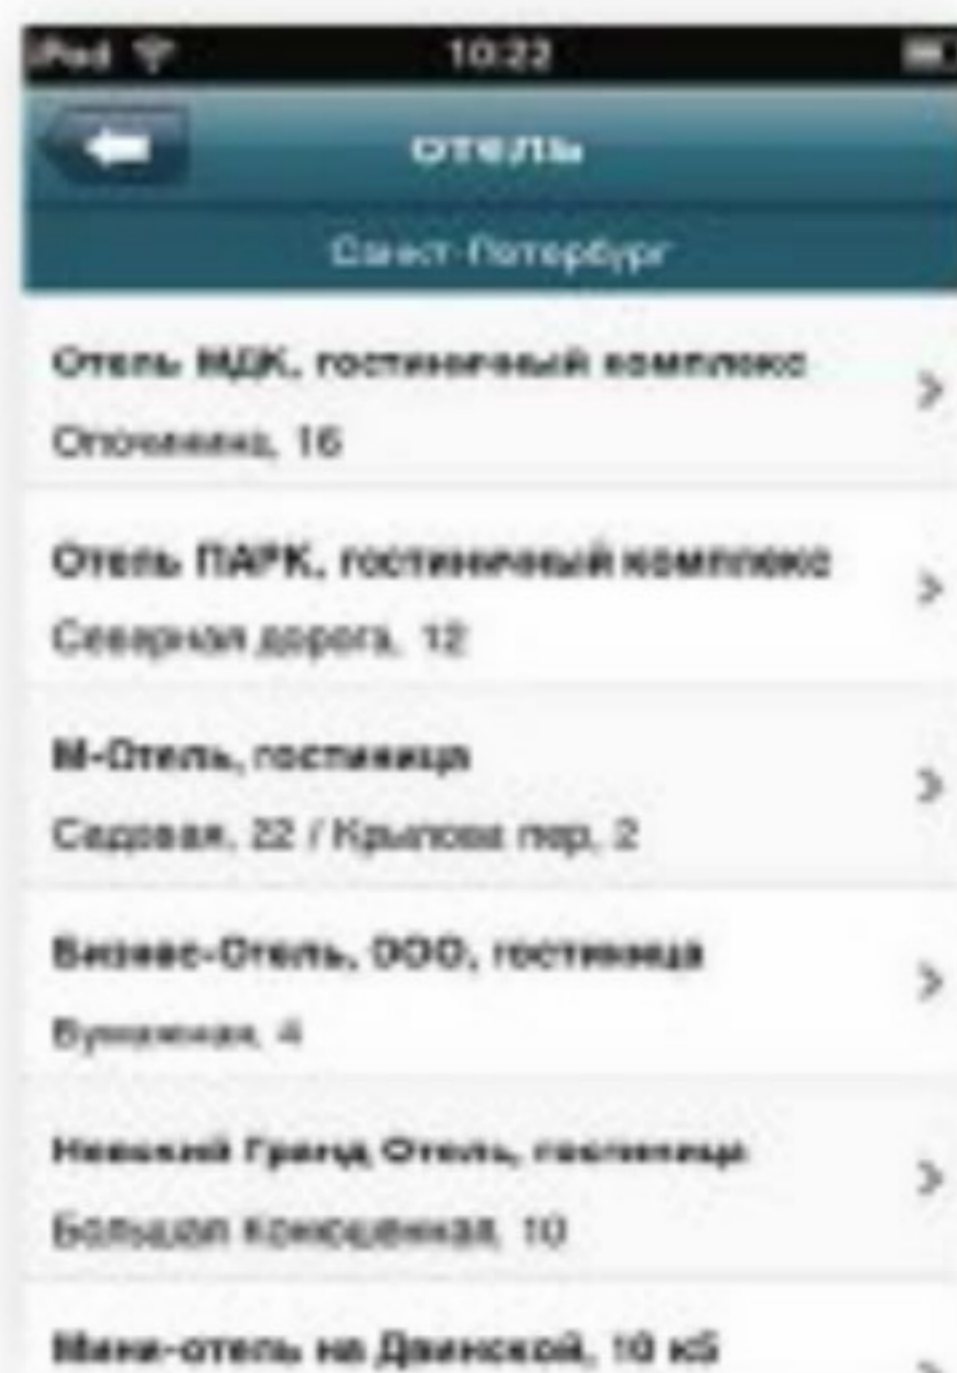 iPod 10:22
отель
Санкт-Петербург
Отель МДК, гостиничный комплекс
Опочинина, 16
Отель ПАРК, гостиничный комплекс
Северная дорога, 12
М-Отель, гостиница
Садовая, 22 / Крылова пер, 2
Бизнес-Отель, ООО, гостиница
Бумажная, 4
Невский Гранд Отель, гостиница
Большая Конюшенная, 10
Мини-отель на Двинской, 10 к5